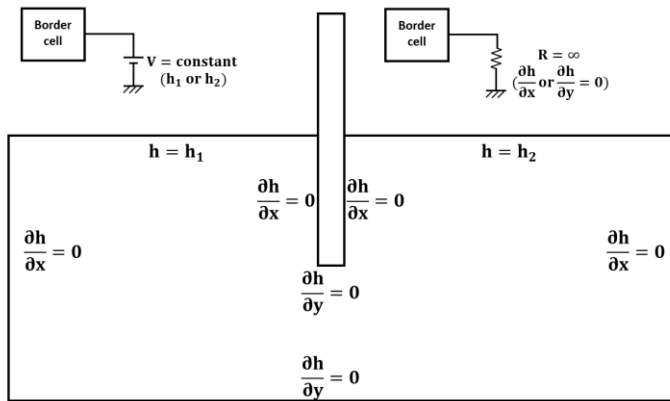 Border
cell
V = constant
(h₁ or h₂)
Border
cell
R = ∞
(∂h/∂x or ∂h/∂y = 0)
h = h₁
h = h₂
∂h/∂x = 0
∂h/∂x = 0
∂h/∂x = 0
∂h/∂x = 0
∂h/∂y = 0
∂h/∂y = 0